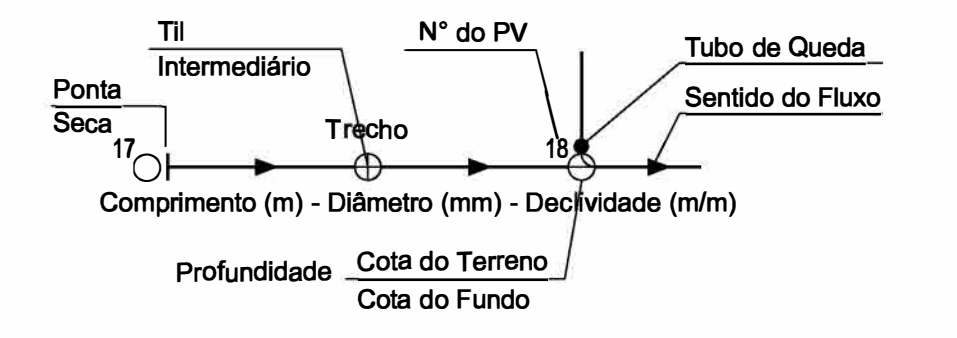 Til
Intermediário
N° do PV
Tubo de Queda
Ponta
Seca
Sentido do Fluxo
Trecho
17
18
Comprimento (m) - Diâmetro (mm) - Declividade (m/m)
Profundidade
Cota do Terreno
Cota do Fundo